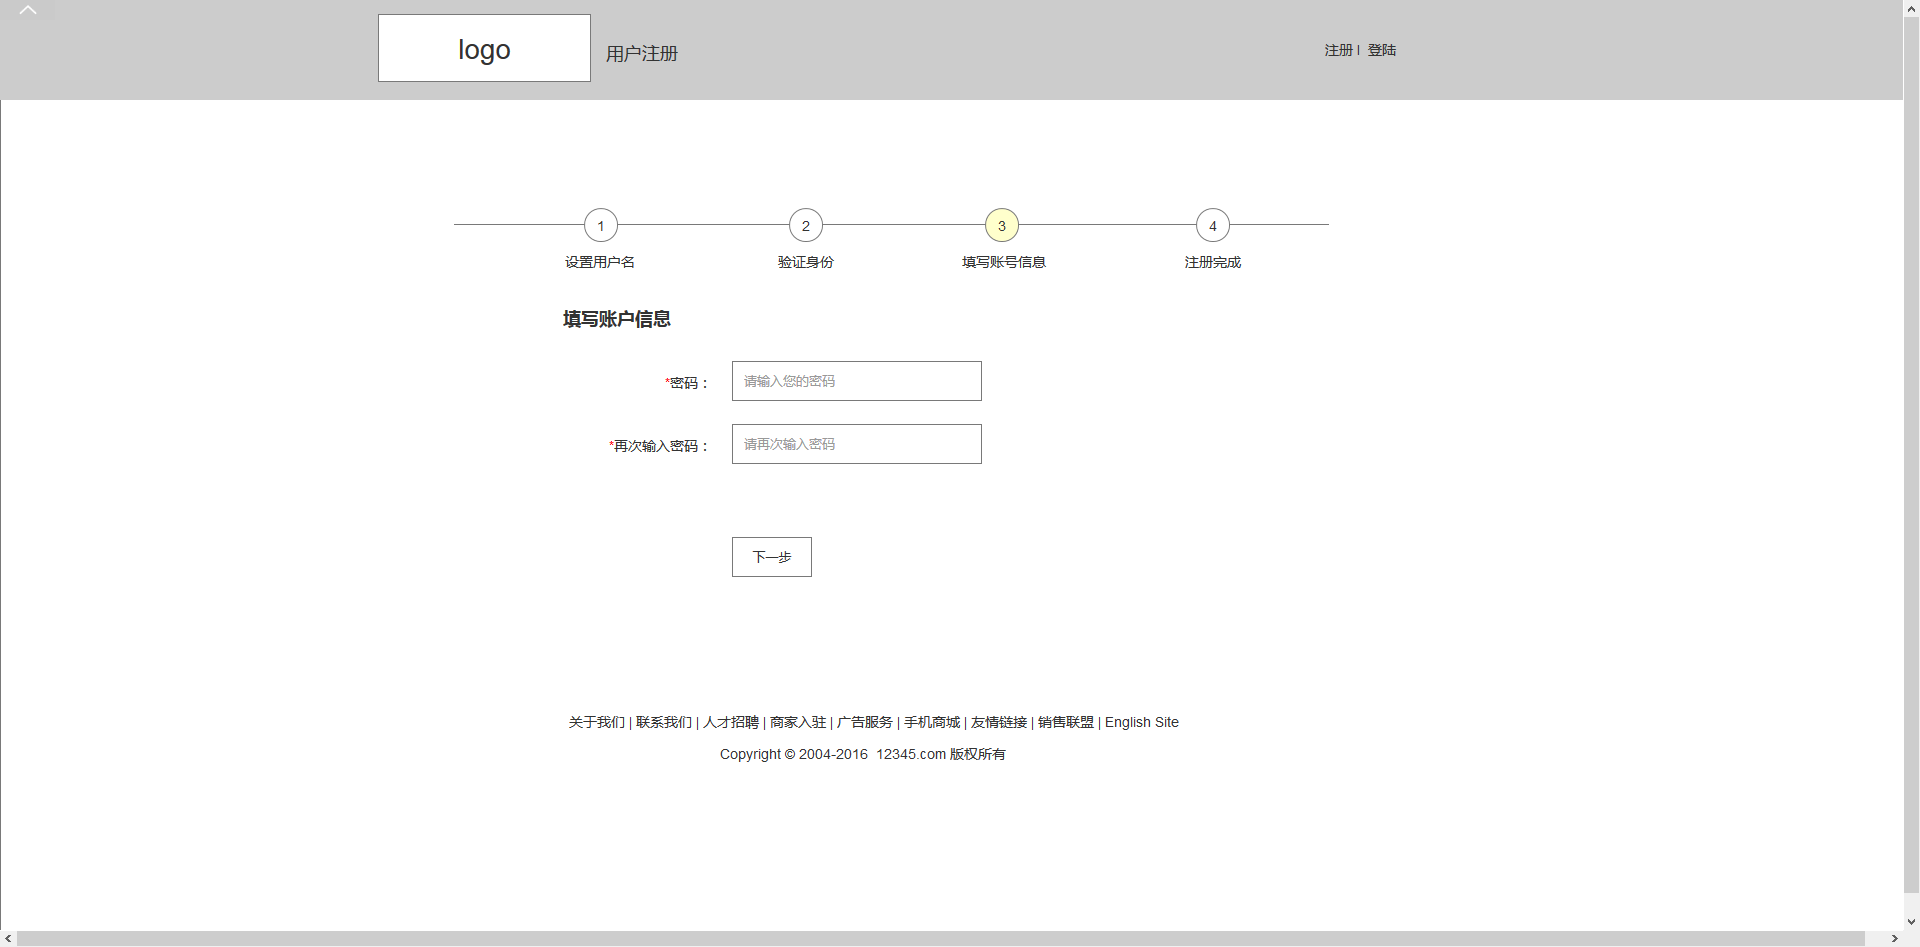 logo
用户注册
注册 |  登陆
1 2 3 4
设置用户名 验证身份 填写账号信息 注册完成
填写账户信息
*密码：
请输入您的密码
*再次输入密码：
请再次输入密码
下一步
关于我们 | 联系我们 | 人才招聘 | 商家入驻 | 广告服务 | 手机商城 | 友情链接 | 销售联盟 | English Site
Copyright © 2004-2016  12345.com 版权所有